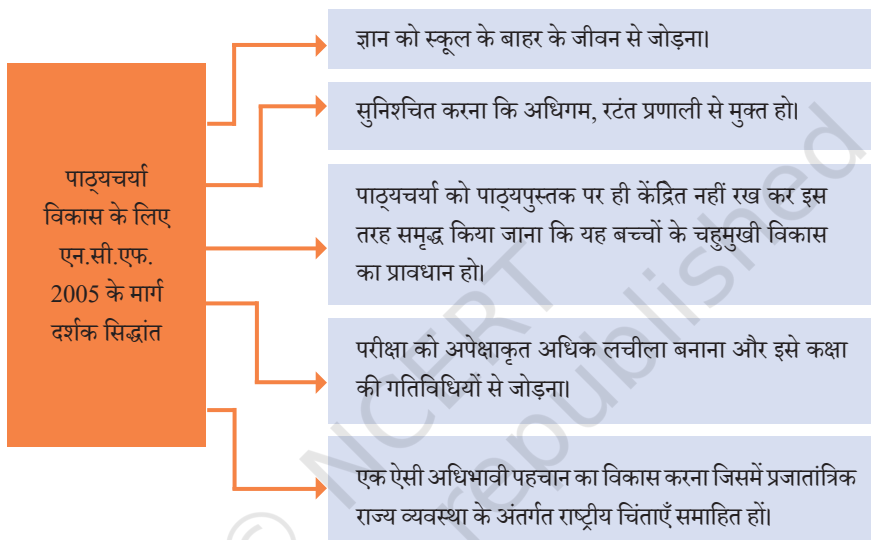 पाठ्यचर्या
विकास के लिए
एन.सी.एफ.
2005 के मार्ग
दर्शक सिद्धांत
ज्ञान को स्कूल के बाहर के जीवन से जोड़ना।
सुनिश्चित करना कि अधिगम, रटंत प्रणाली से मुक्त हो।
पाठ्यचर्या को पाठ्यपुस्तक पर ही केंद्रित नहीं रख कर इस
तरह समृद्ध किया जाना कि यह बच्चों के चहुमुखी विकास
का प्रावधान हो।
परीक्षा को अपेक्षाकृत अधिक लचीला बनाना और इसे कक्षा
की गतिविधियों से जोड़ना।
एक ऐसी अधिभावी पहचान का विकास करना जिसमें प्रजातांत्रिक
राज्य व्यवस्था के अंतर्गत राष्ट्रीय चिंताएँ समाहित हों।
© NCERT
republished